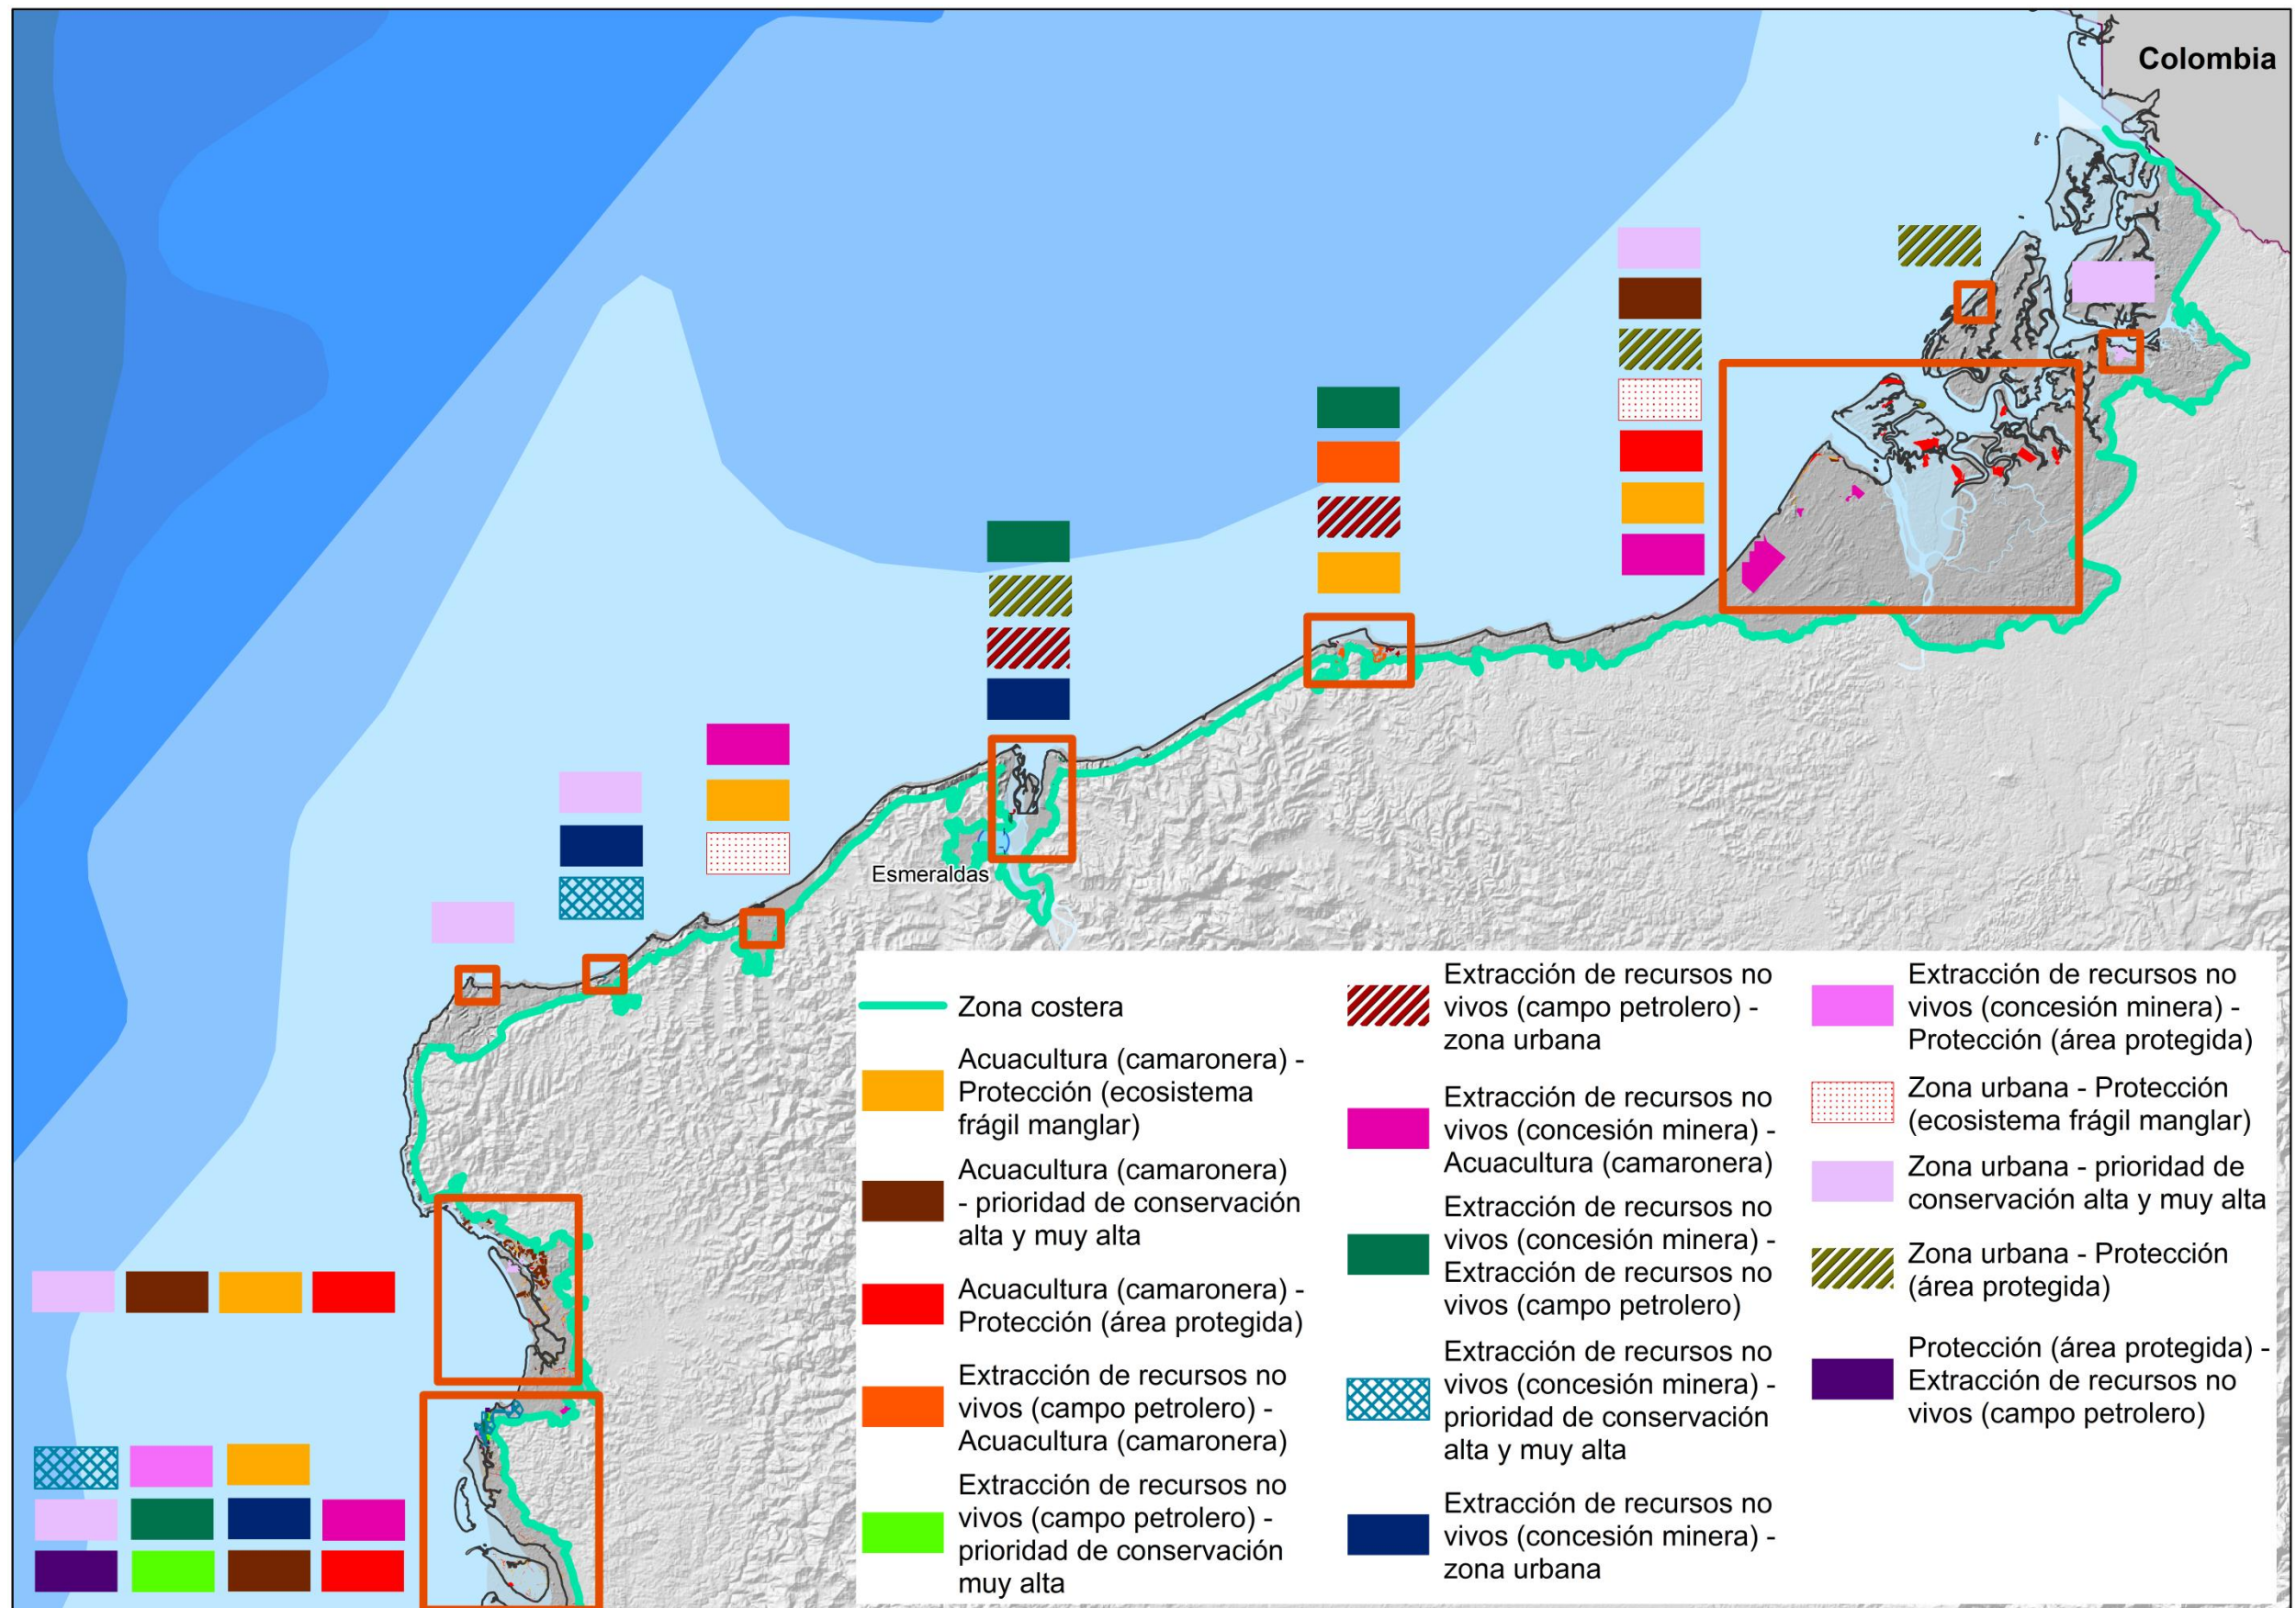 Colombia
Esmeraldas
Zona costera
Acuacultura (camaronera) -
Protección (ecosistema
frágil manglar)
Acuacultura (camaronera)
- prioridad de conservación
alta y muy alta
Acuacultura (camaronera) -
Protección (área protegida)
Extracción de recursos no
vivos (campo petrolero) -
Acuacultura (camaronera)
Extracción de recursos no
vivos (campo petrolero) -
prioridad de conservación
muy alta
Extracción de recursos no
vivos (campo petrolero) -
zona urbana
Extracción de recursos no
vivos (concesión minera) -
Acuacultura (camaronera)
Extracción de recursos no
vivos (concesión minera) -
Extracción de recursos no
vivos (campo petrolero)
Extracción de recursos no
vivos (concesión minera) -
prioridad de conservación
alta y muy alta
Extracción de recursos no
vivos (concesión minera) -
zona urbana
Extracción de recursos no
vivos (concesión minera) -
Protección (área protegida)
Zona urbana - Protección
(ecosistema frágil manglar)
Zona urbana - prioridad de
conservación alta y muy alta
Zona urbana - Protección
(área protegida)
Protección (área protegida) -
Extracción de recursos no
vivos (campo petrolero)